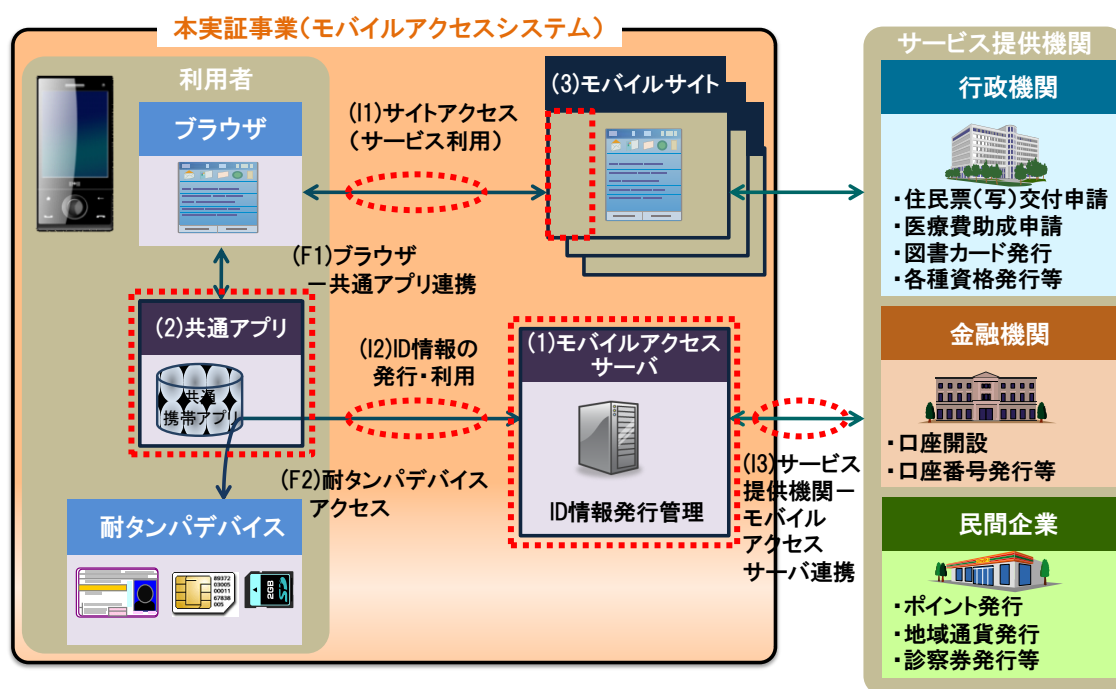 本実証事業(モバイルアクセスシステム)
利用者
ブラウザ
(I1)サイトアクセス
(サービス利用)
(3)モバイルサイト
(F1)ブラウザ
ー共通アプリ連携
(2)共通アプリ
共通
携帯アプリ
(I2)ID情報の
発行・利用
(1)モバイルアクセス
サーバ
ID情報発行管理
(F2)耐タンパデバイス
アクセス
耐タンパデバイス
89372
03005
00011
67838
005
2GB
SD
(I3)サービス
提供機関ー
モバイル
アクセス
サーバ連携
サービス提供機関
行政機関
・住民票(写)交付申請
・医療費助成申請
・図書カード発行
・各種資格発行等
金融機関
・口座開設
・口座番号発行等
民間企業
・ポイント発行
・地域通貨発行
・診察券発行等